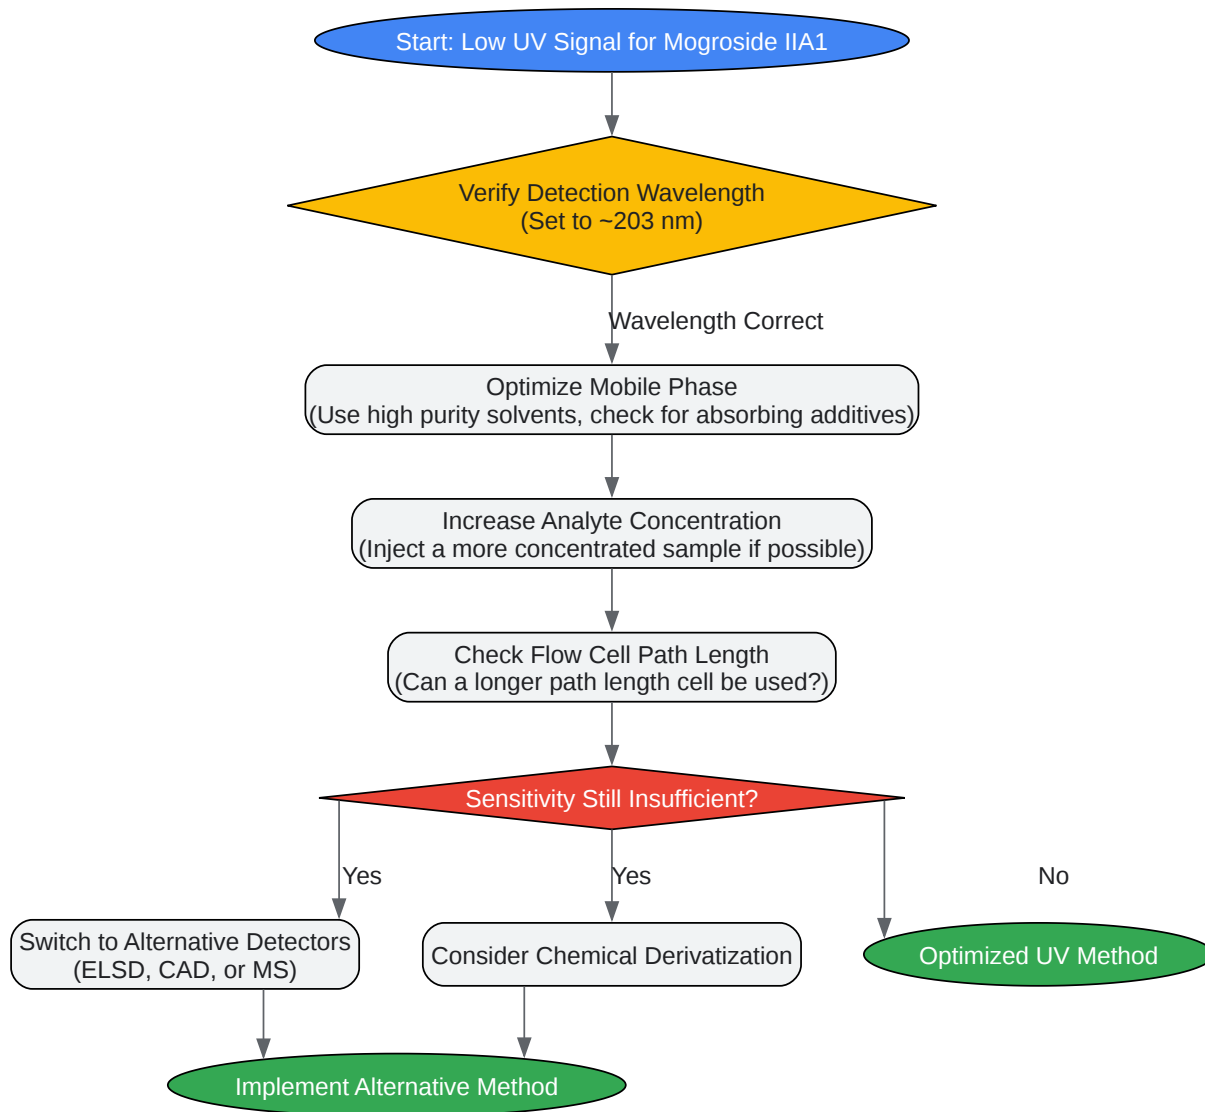 Start: Low UV Signal for Mogroside IIA1
Verify Detection Wavelength
(Set to ~203 nm)
Wavelength Correct
Optimize Mobile Phase
(Use high purity solvents, check for absorbing additives)
Increase Analyte Concentration
(Inject a more concentrated sample if possible)
Check Flow Cell Path Length
(Can a longer path length cell be used?)
Sensitivity Still Insufficient?
Yes
Yes
No
Switch to Alternative Detectors
(ELSD, CAD, or MS)
Consider Chemical Derivatization
Optimized UV Method
Implement Alternative Method